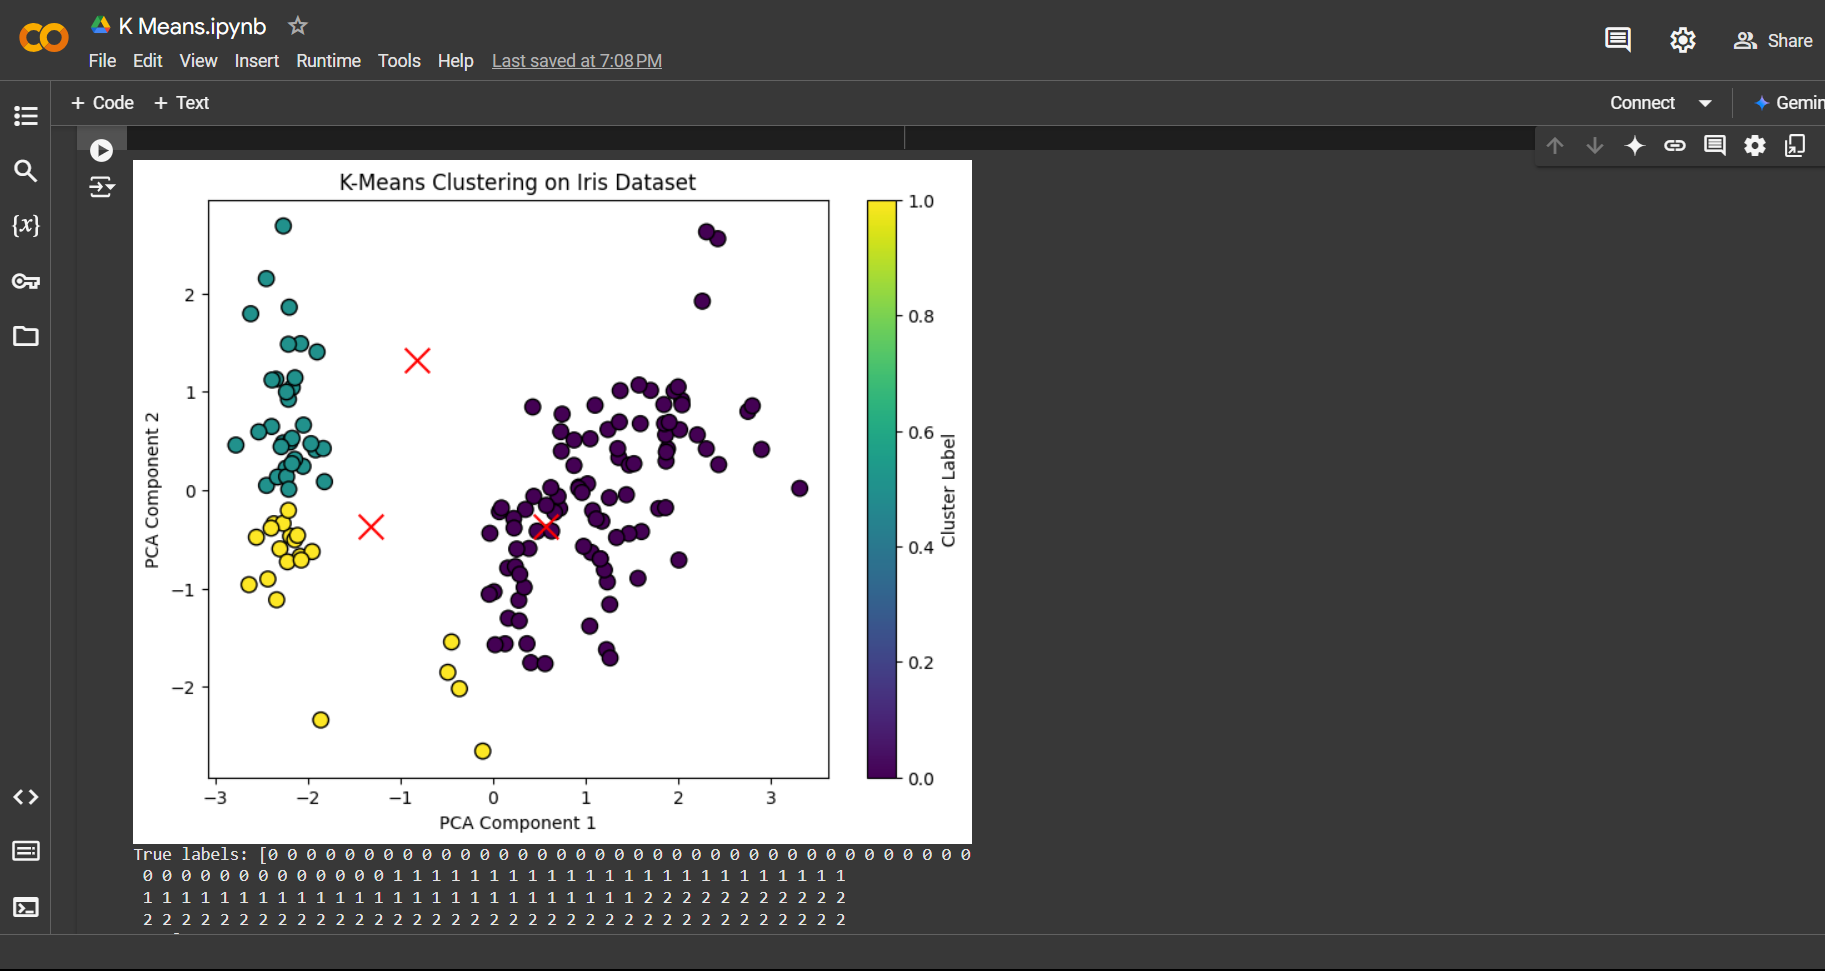 K Means.ipynb
File Edit View Insert Runtime Tools Help Last saved at 7:08 PM
Share
+ Code + Text
Connect
Gemin
{x}
K-Means Clustering on Iris Dataset
PCA Component 2
2
1
0
−1
−2
−3 −2 −1 0 1 2 3
PCA Component 1
1.0
0.8
0.6
0.4
0.2
0.0
Cluster Label
True labels: [0 0 0 0 0 0 0 0 0 0 0 0 0 0 0 0 0 0 0 0 0 0 0 0 0 0 0 0 0 0 0 0 0 0 0 0 0
0 0 0 0 0 0 0 0 0 0 0 0 0 1 1 1 1 1 1 1 1 1 1 1 1 1 1 1 1 1 1 1 1 1 1 1 1
1 1 1 1 1 1 1 1 1 1 1 1 1 1 1 1 1 1 1 1 1 1 1 1 1 1 2 2 2 2 2 2 2 2 2 2 2
2 2 2 2 2 2 2 2 2 2 2 2 2 2 2 2 2 2 2 2 2 2 2 2 2 2 2 2 2 2 2 2 2 2 2 2 2